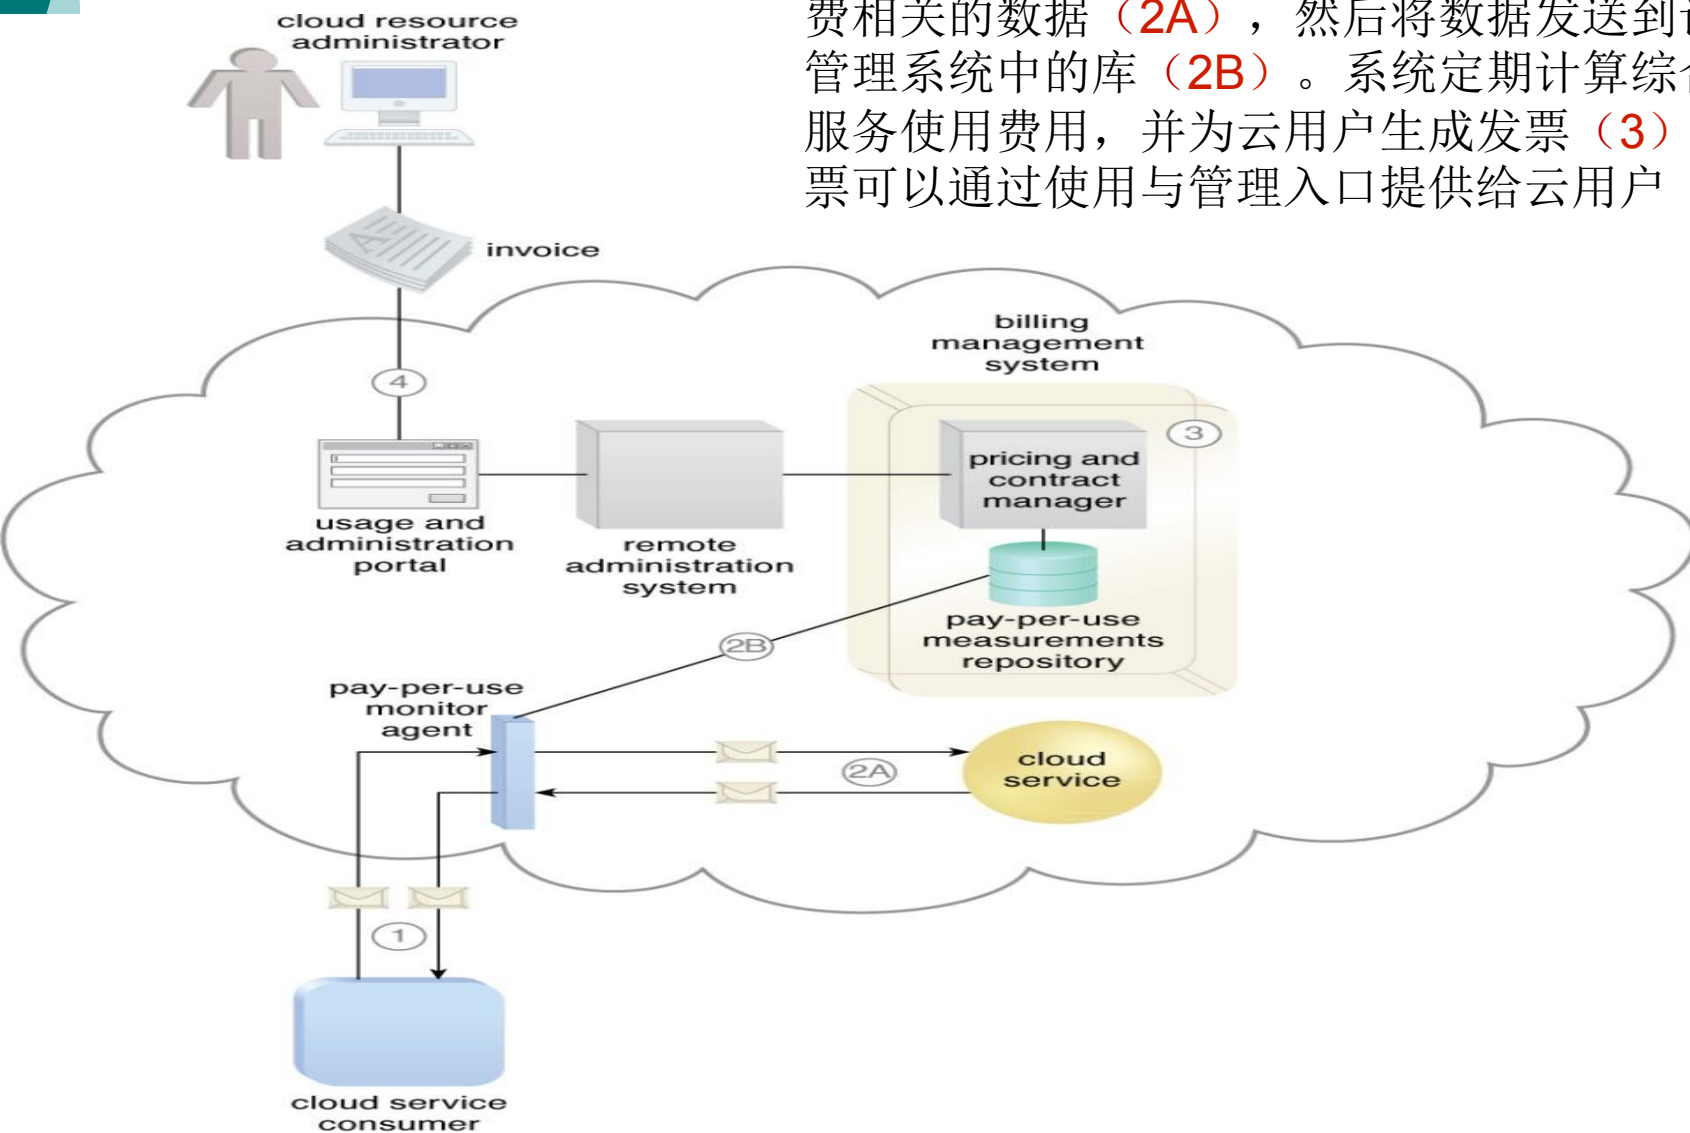 费相关的数据（2A），然后将数据发送到
管理系统中的库（2B）。系统定期计算综合
服务使用费用，并为云用户生成发票（3）
票可以通过使用与管理入口提供给云用户
cloud resource
administrator
invoice
4
billing
management
system
3
pricing and
contract
manager
usage and
administration
portal
remote
administration
system
pay-per-use
measurements
repository
2B
pay-per-use
monitor
agent
2A
cloud
service
1
cloud service
consumer